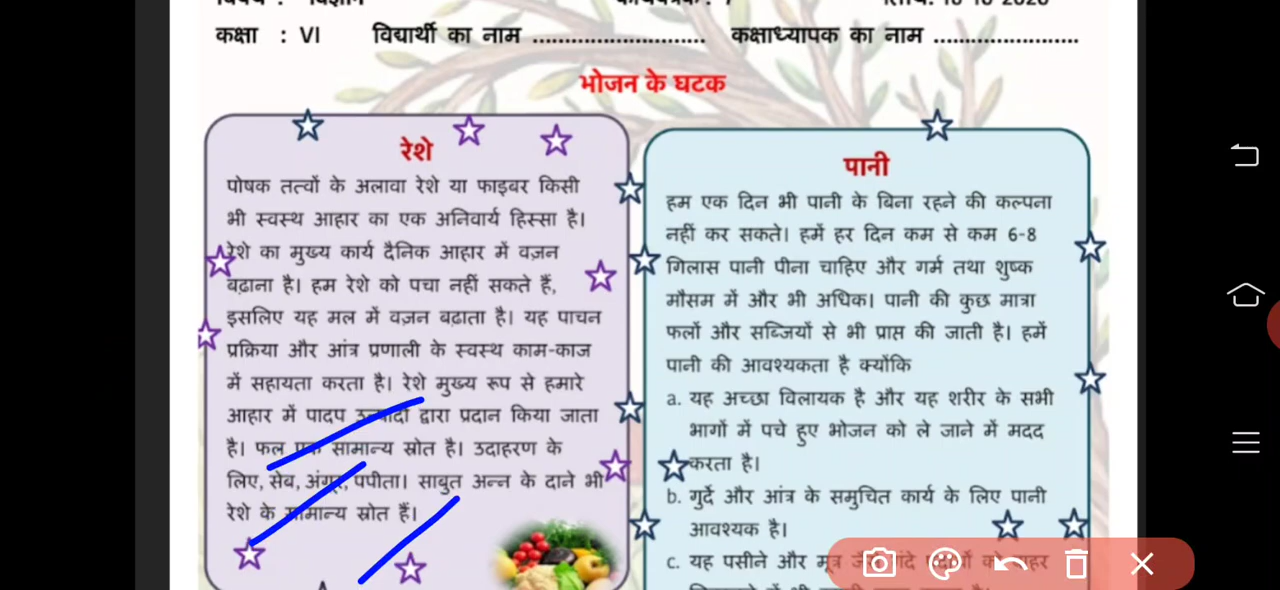 कक्षा : VI विद्यार्थी का नाम .......................... कक्षाध्यापक का नाम ......................
भोजन के घटक
रेशे
पोषक तत्वों के अलावा रेशे या फाइबर किसी
भी स्वस्थ आहार का एक अनिवार्य हिस्सा है।
रेशे का मुख्य कार्य दैनिक आहार में वज़न
बढ़ाना है। हम रेशे को पचा नहीं सकते हैं,
इसलिए यह मल में वज़न बढ़ाता है। यह पाचन
प्रक्रिया और आंत्र प्रणाली के स्वस्थ काम-काज
में सहायता करता है। रेशे मुख्य रूप से हमारे
आहार में पादप उत्पादों द्वारा प्रदान किया जाता
है। फल एक सामान्य स्रोत है। उदाहरण के
लिए, सेब, अंगूर, पपीता। साबुत अन्न के दाने भी
रेशे के सामान्य स्रोत हैं।
पानी
हम एक दिन भी पानी के बिना रहने की कल्पना
नहीं कर सकते। हमें हर दिन कम से कम 6-8
गिलास पानी पीना चाहिए और गर्म तथा शुष्क
मौसम में और भी अधिक। पानी की कुछ मात्रा
फलों और सब्जियों से भी प्राप्त की जाती है। हमें
पानी की आवश्यकता है क्योंकि
a. यह अच्छा विलायक है और यह शरीर के सभी
भागों में पचे हुए भोजन को ले जाने में मदद
करता है।
b. गुर्दे और आंत्र के समुचित कार्य के लिए पानी
आवश्यक है।
c. यह पसीने और मूत्र